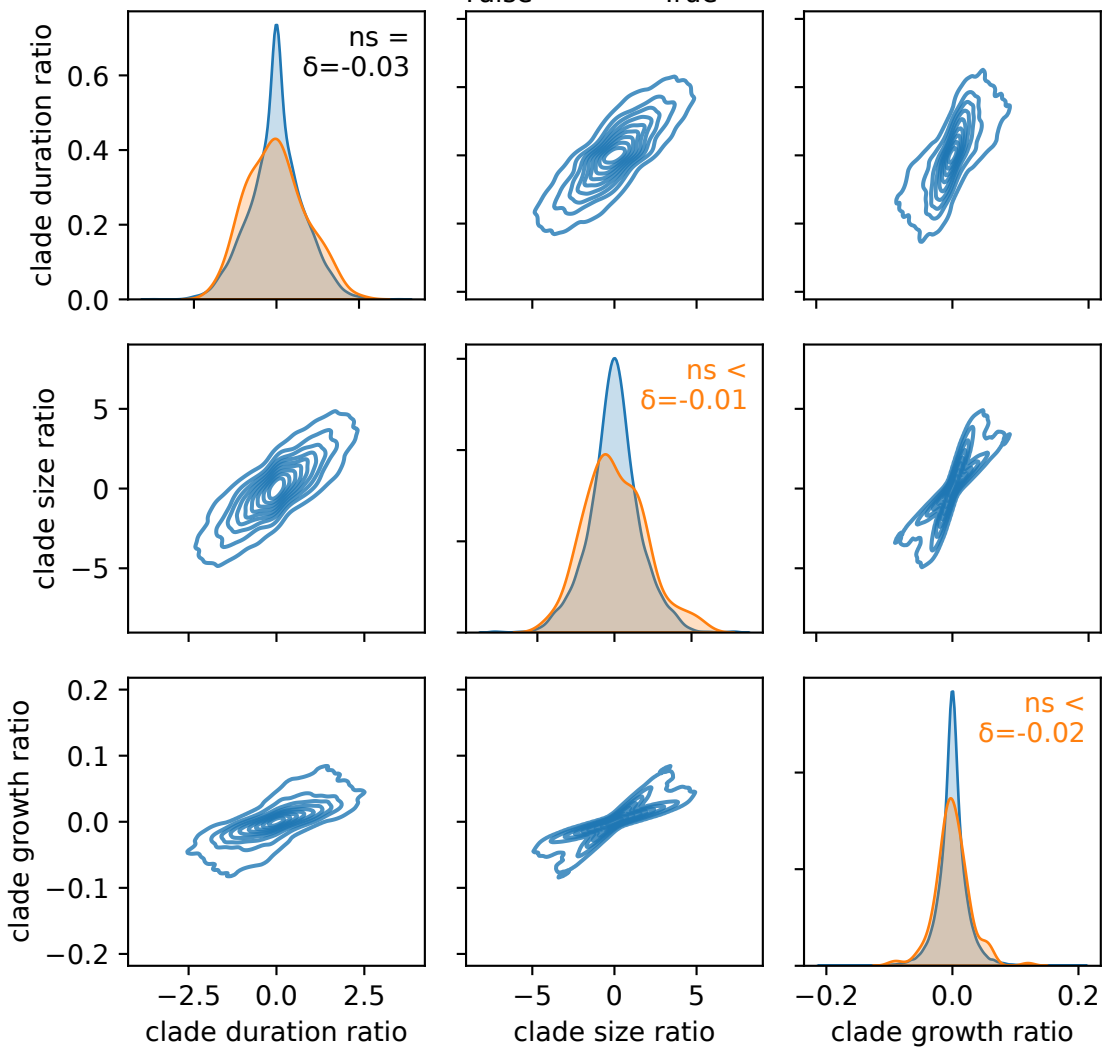 clade duration ratio
0.6
0.4
0.2
0.0
ns =
δ=-0.03
clade size ratio
5
0
−5
ns <
δ=-0.01
clade growth ratio
0.2
0.1
0.0
−0.1
−0.2
ns <
δ=-0.02
−2.5 0.0 2.5
−5 0 5
−0.2 0.0 0.2
clade duration ratio
clade size ratio
clade growth ratio